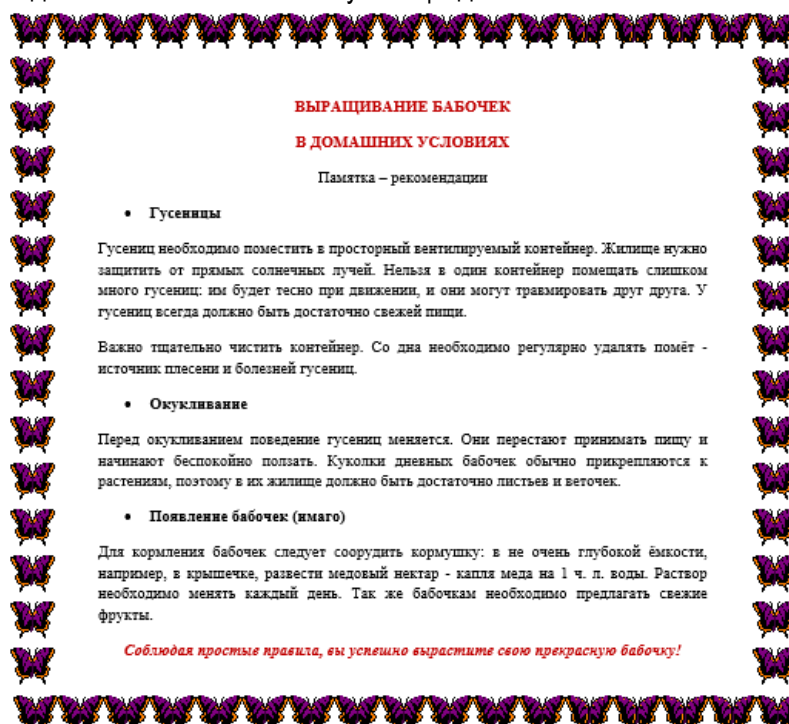 ВЫРАЩИВАНИЕ БАБОЧЕК
В ДОМАШНИХ УСЛОВИЯХ
Памятка – рекомендации
• Гусеницы
Гусениц необходимо поместить в просторный вентилируемый контейнер. Жилище нужно
защитить от прямых солнечных лучей. Нельзя в один контейнер помещать слишком
много гусениц: им будет тесно при движении, и они могут травмировать друг друга. У
гусениц всегда должно быть достаточно свежей пищи.
Важно тщательно чистить контейнер. Со дна необходимо регулярно удалять помёт -
источник плесени и болезней гусениц.
• Окукливание
Перед окукливанием поведение гусениц меняется. Они перестают принимать пищу и
начинают беспокойно ползать. Куколки дневных бабочек обычно прикрепляются к
растениям, поэтому в их жилище должно быть достаточно листьев и веточек.
• Появление бабочек (имаго)
Для кормления бабочек следует соорудить кормушку: в не очень глубокой ёмкости,
например, в крышечке, развести медовый нектар - капля меда на 1 ч. л. воды. Раствор
необходимо менять каждый день. Так же бабочкам необходимо предлагать свежие
фрукты.
Соблюдая простые правила, вы успешно вырастите свою прекрасную бабочку!